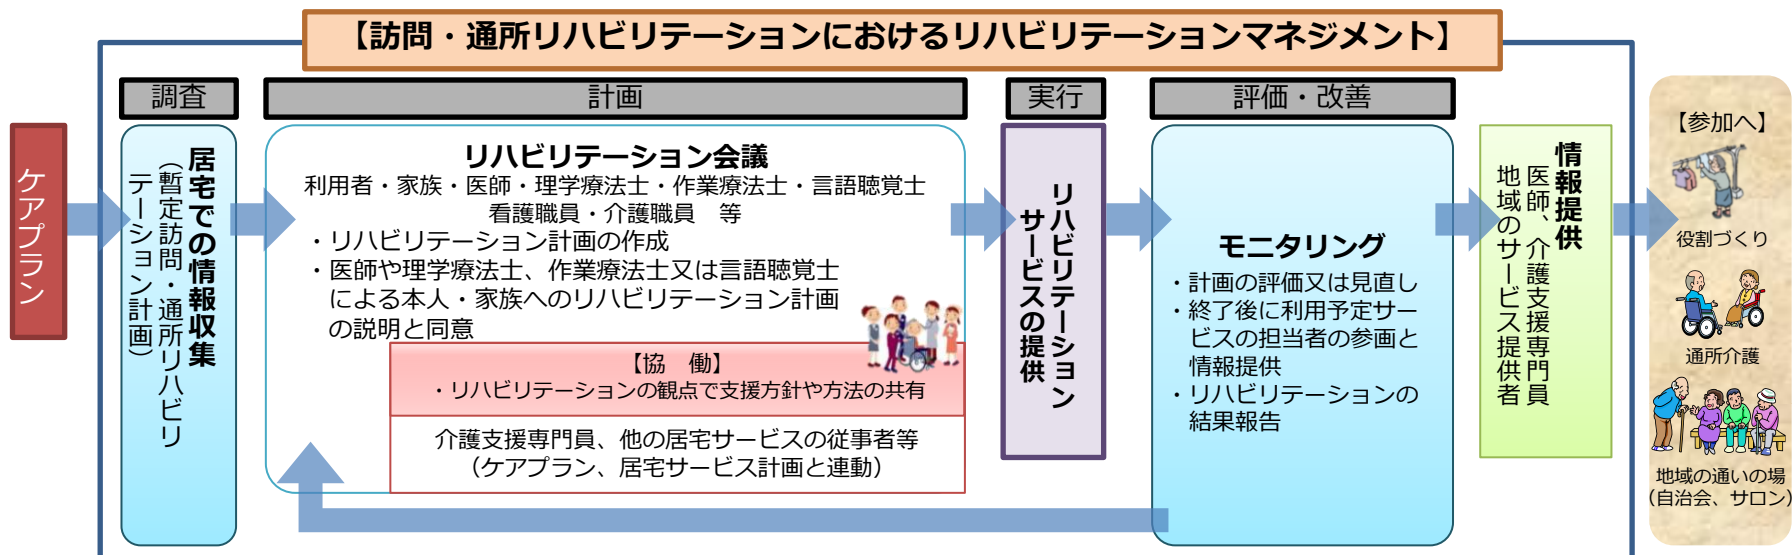 【訪問・通所リハビリテーションにおけるリハビリテーションマネジメント】
調査
計画
実行
評価・改善
ケアプラン
居宅での情報収集
（暫定訪問・通所リハビリ
テーション計画）
リハビリテーション会議
利用者・家族・医師・理学療法士・作業療法士・言語聴覚士
看護職員・介護職員　等
・リハビリテーション計画の作成
・医師や理学療法士、作業療法士又は言語聴覚士
による本人・家族へのリハビリテーション計画
の説明と同意
【協　働】
・リハビリテーションの観点で支援方針や方法の共有
介護支援専門員、他の居宅サービスの従事者等
（ケアプラン、居宅サービス計画と連動）
リハビリテーション
サービスの提供
モニタリング
・計画の評価又は見直し
・終了後に利用予定サー
ビスの担当者の参画と
情報提供
・リハビリテーションの
結果報告
情報提供
医師、介護支援専門員
地域のサービス提供者
【参加へ】
役割づくり
通所介護
地域の通いの場
（自治会、サロン）